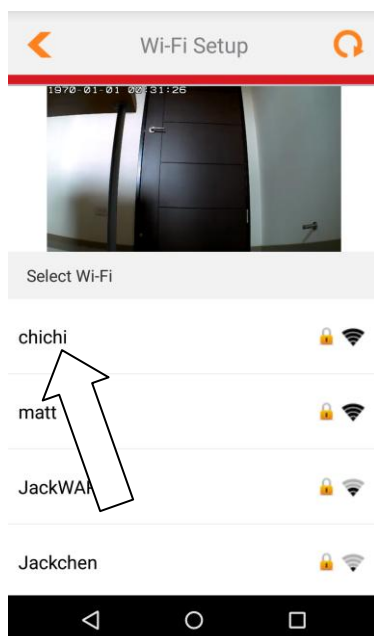 Wi-Fi Setup
1970-01-01 00:31:26
Select Wi-Fi
chichi
matt
Jackchen